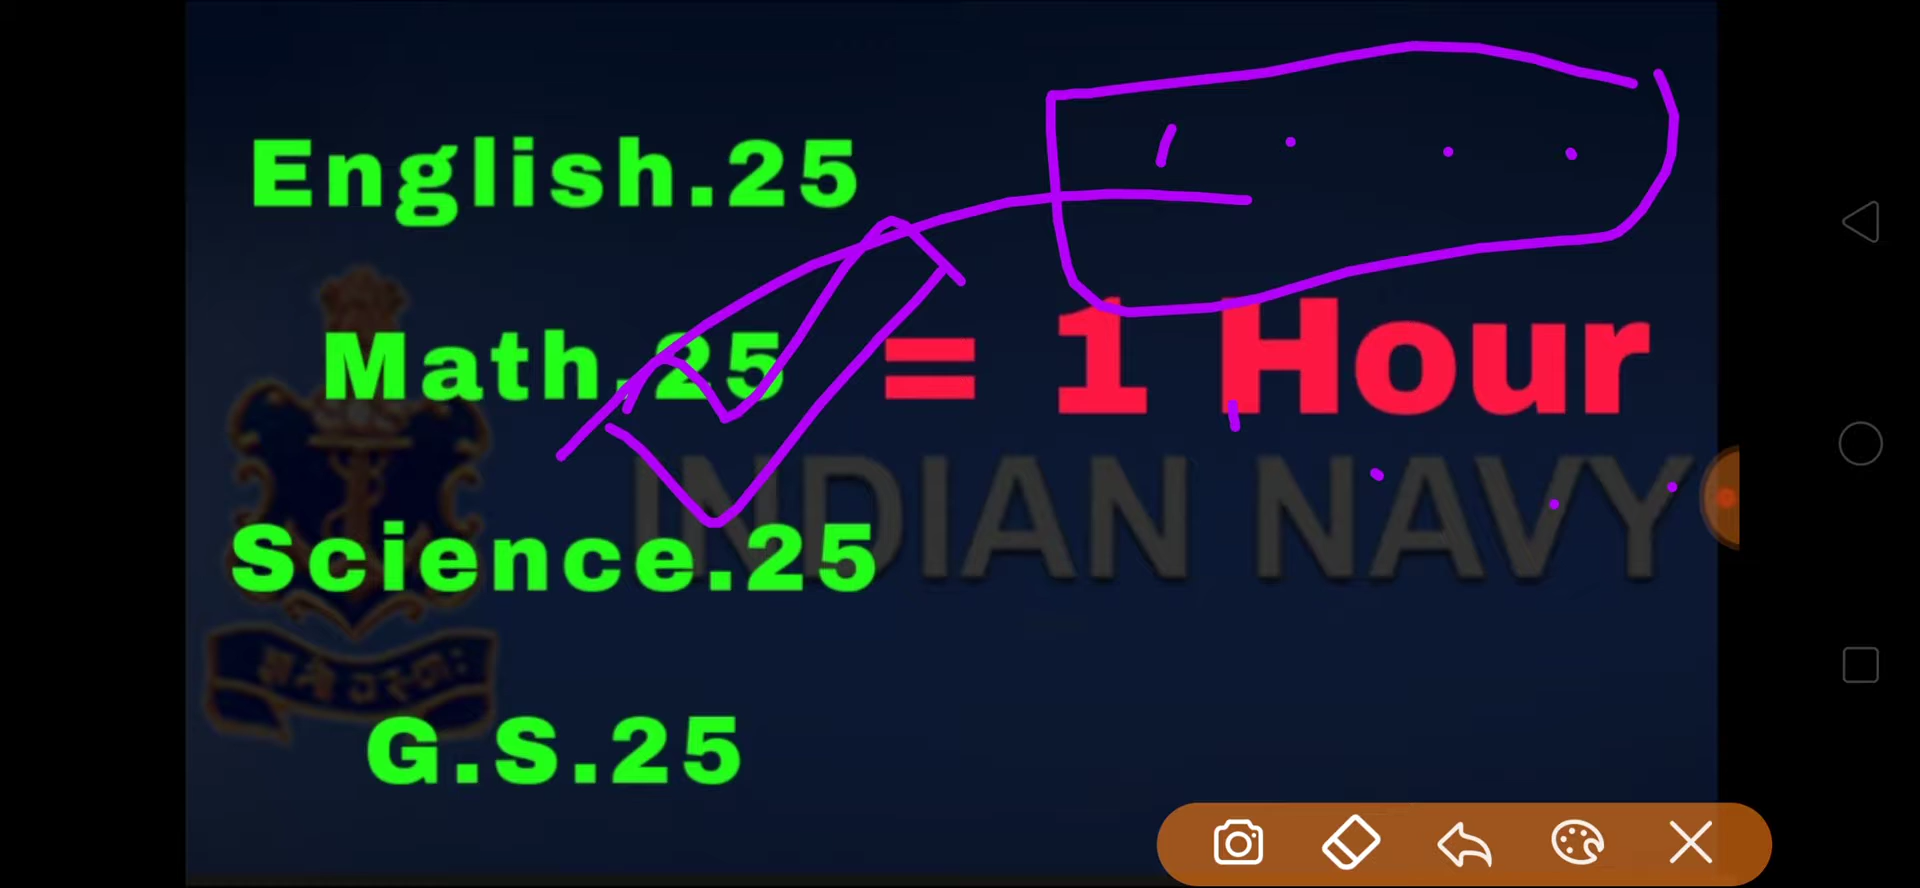 English.25
Math.25 = 1 Hour
INDIAN NAVY
Science.25
G.S.25